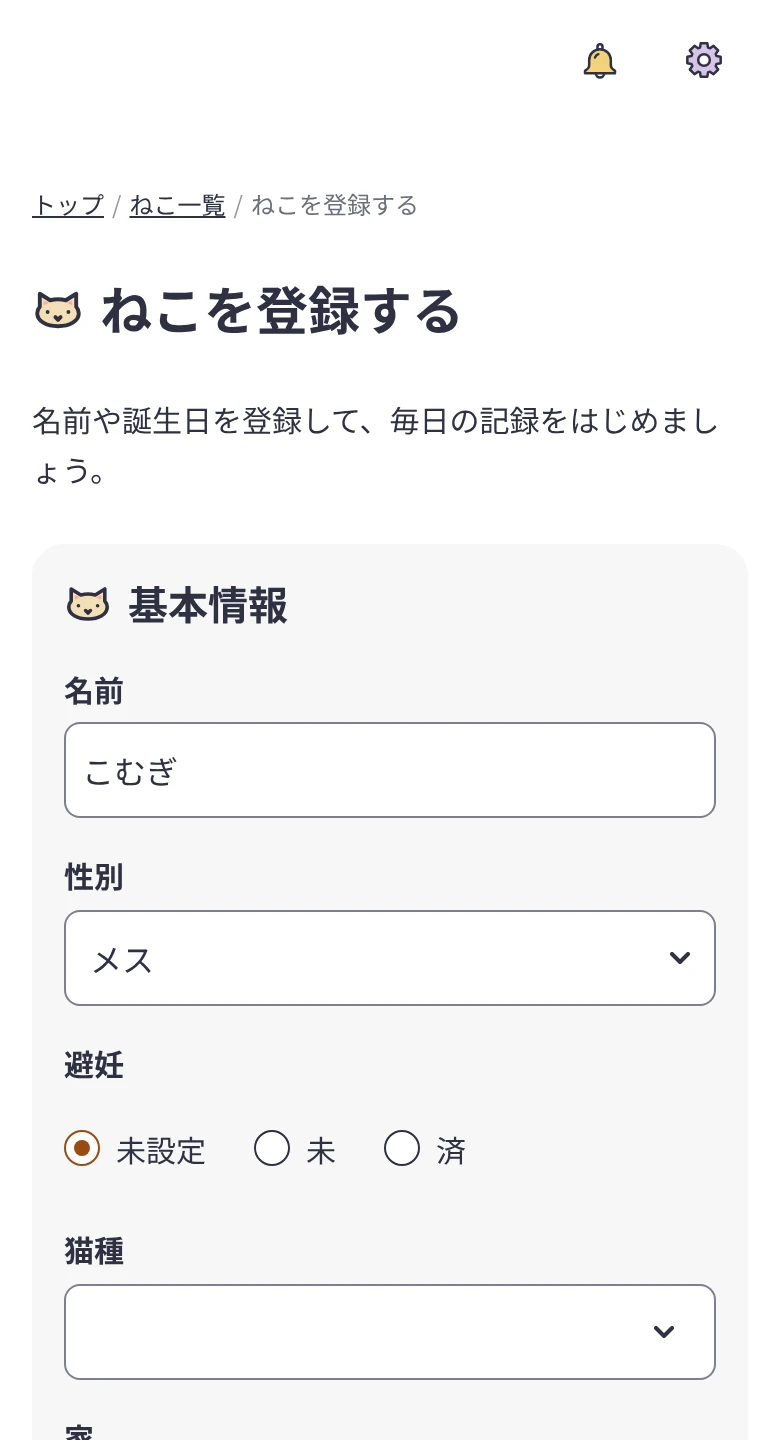 トップ / ねこ一覧 / ねこを登録する
ねこを登録する
名前や誕生日を登録して、毎日の記録をはじめまし
ょう。
基本情報
名前
こむぎ
性別
メス
避妊
未設定 未 済
猫種